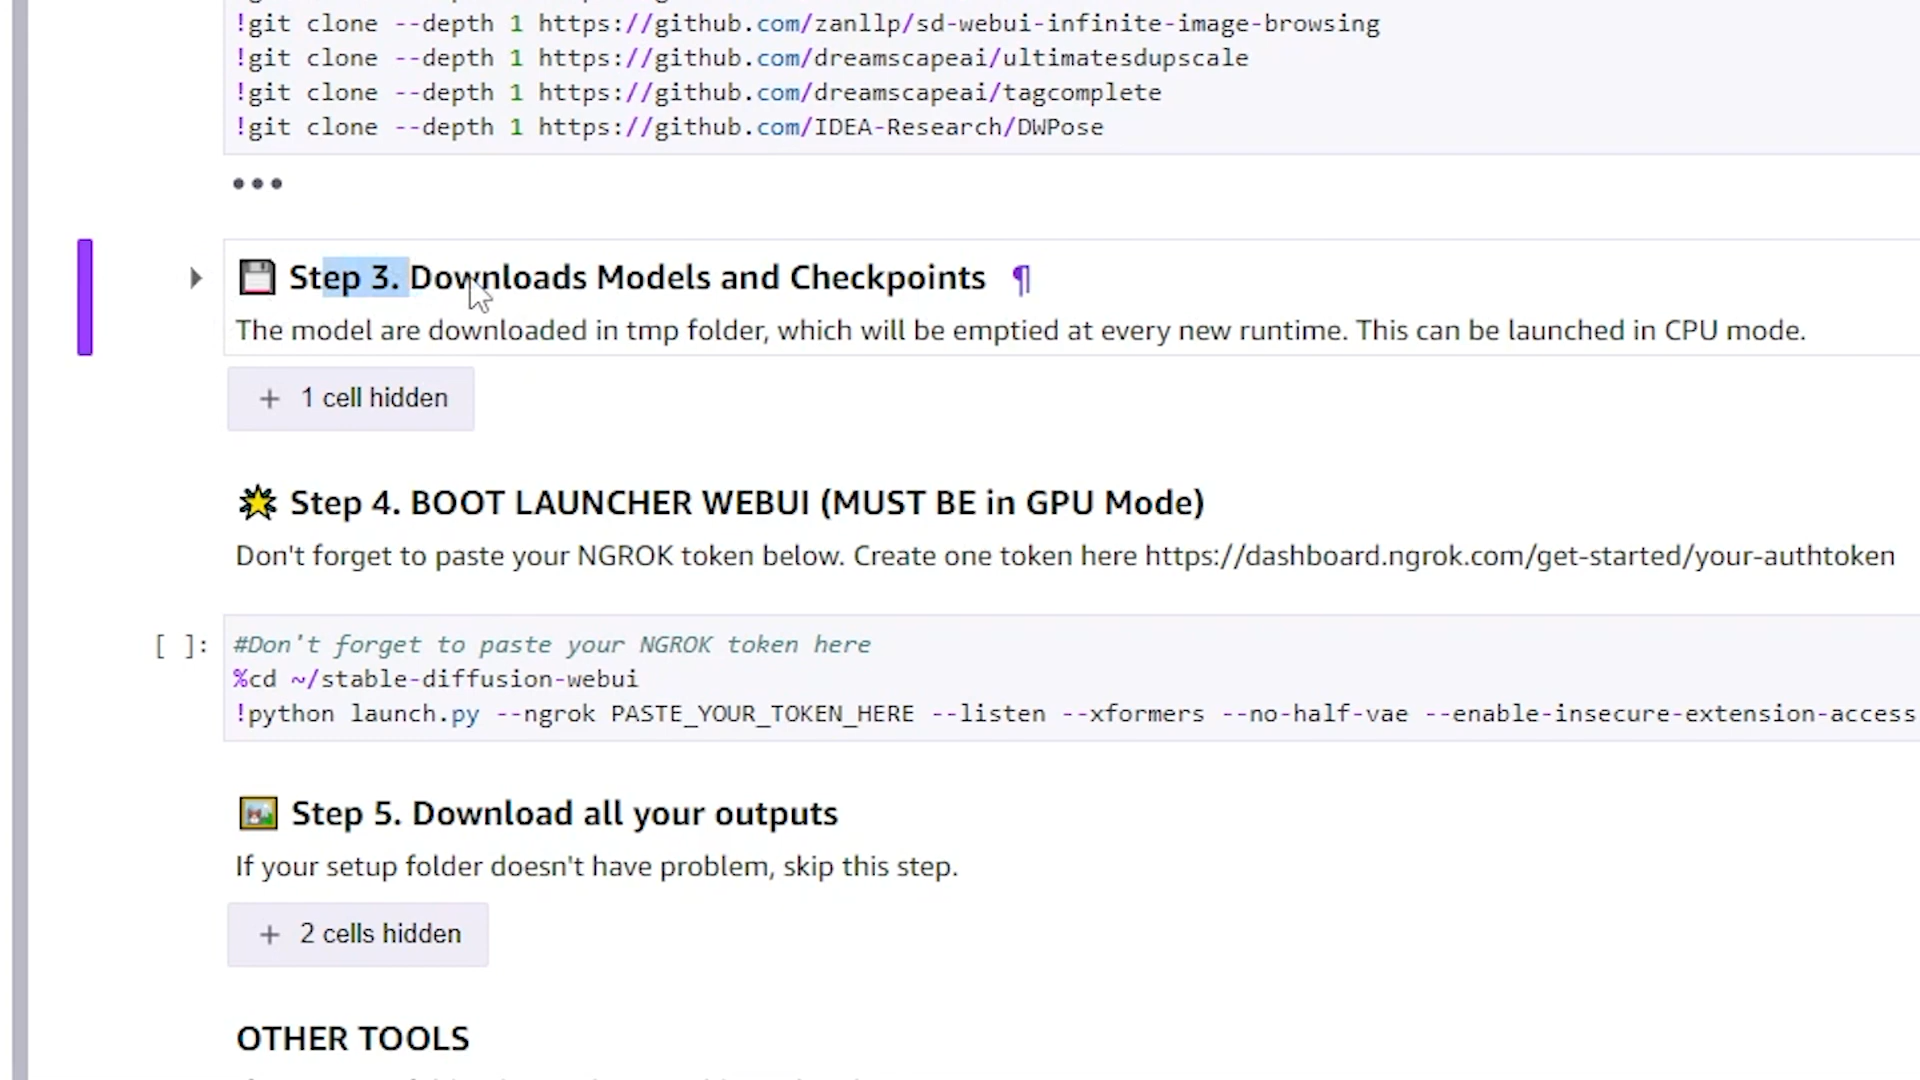 !git clone --depth 1 https://github.com/zanllp/sd-webui-infinite-image-browsing
!git clone --depth 1 https://github.com/dreamscapeai/ultimatesdupscale
!git clone --depth 1 https://github.com/dreamscapeai/tagcomplete
!git clone --depth 1 https://github.com/IDEA-Research/DWPose
•••
Step 3. Downloads Models and Checkpoints ¶
The model are downloaded in tmp folder, which will be emptied at every new runtime. This can be launched in CPU mode.
+ 1 cell hidden
Step 4. BOOT LAUNCHER WEBUI (MUST BE in GPU Mode)
Don't forget to paste your NGROK token below. Create one token here https://dashboard.ngrok.com/get-started/your-authtoken
[ ]: #Don't forget to paste your NGROK token here
%cd ~/stable-diffusion-webui
!python launch.py --ngrok PASTE_YOUR_TOKEN_HERE --listen --xformers --no-half-vae --enable-insecure-extension-access
Step 5. Download all your outputs
If your setup folder doesn't have problem, skip this step.
+ 2 cells hidden
OTHER TOOLS